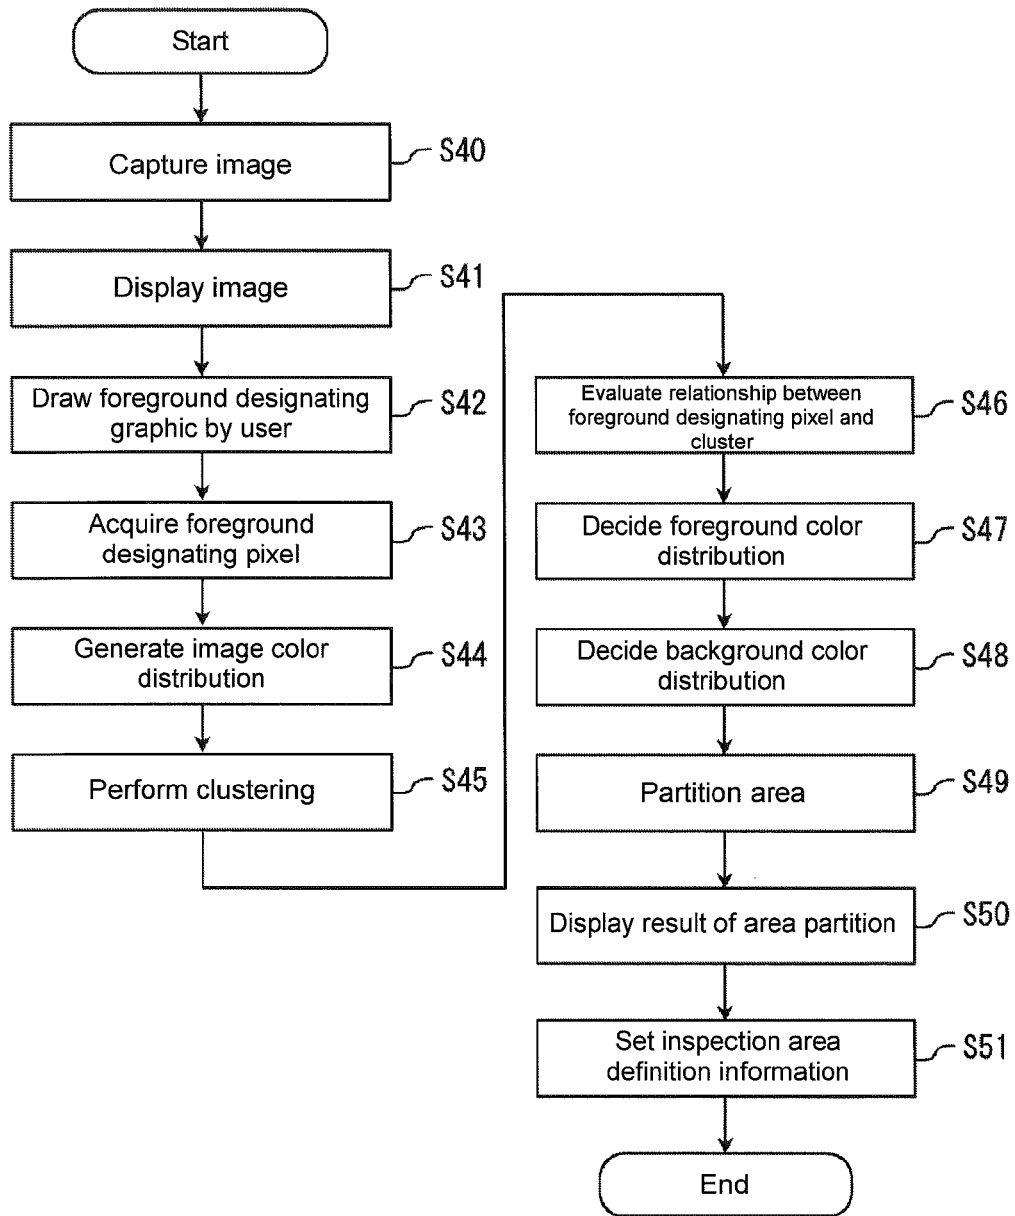 Start
Capture image
S40
Display image
S41
Draw foreground designating
graphic by user
S42
Acquire foreground
designating pixel
S43
Generate image color
distribution
S44
Perform clustering
S45
Evaluate relationship between
foreground designating pixel and
cluster
S46
Decide foreground color
distribution
S47
Decide background color
distribution
S48
Partition area
S49
Display result of area partition
S50
Set inspection area
definition information
S51
End